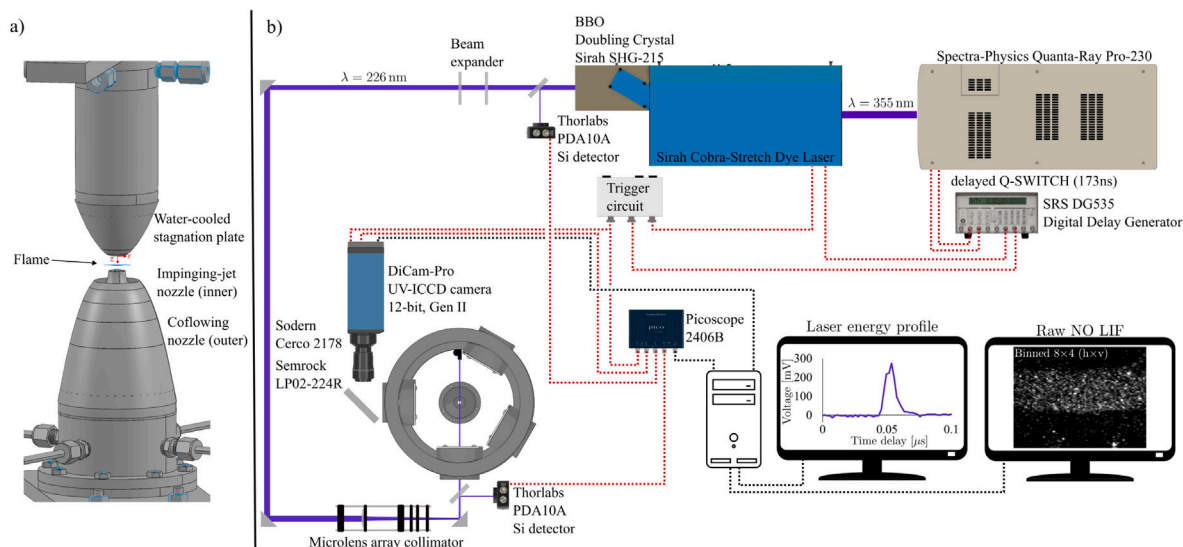 a)
Water-cooled
stagnation plate
Flame
Impinging-jet
nozzle (inner)
Coflowing
nozzle (outer)
b)
λ = 226 nm
Beam
expander
BBO
Doubling Crystal
Sirah SHG-215
Thorlabs
PDA10A
Si detector
Sirah Cobra-Stretch Dye Laser
λ = 355 nm
Spectra-Physics Quanta-Ray Pro-230
delayed Q-SWITCH (173ns)
SRS DG535
Digital Delay Generator
Trigger
circuit
DiCam-Pro
UV-ICCD camera
12-bit, Gen II
Sodern
Cerco 2178
Semrock
LP02-224R
pico
Picoscope
2406B
Thorlabs
PDA10A
Si detector
Microlens array collimator
Laser energy profile
Voltage [mV]
300
200
100
0
0
0.05
0.1
Time delay [μs]
Raw NO LIF
Binned 8×4 (h×v)